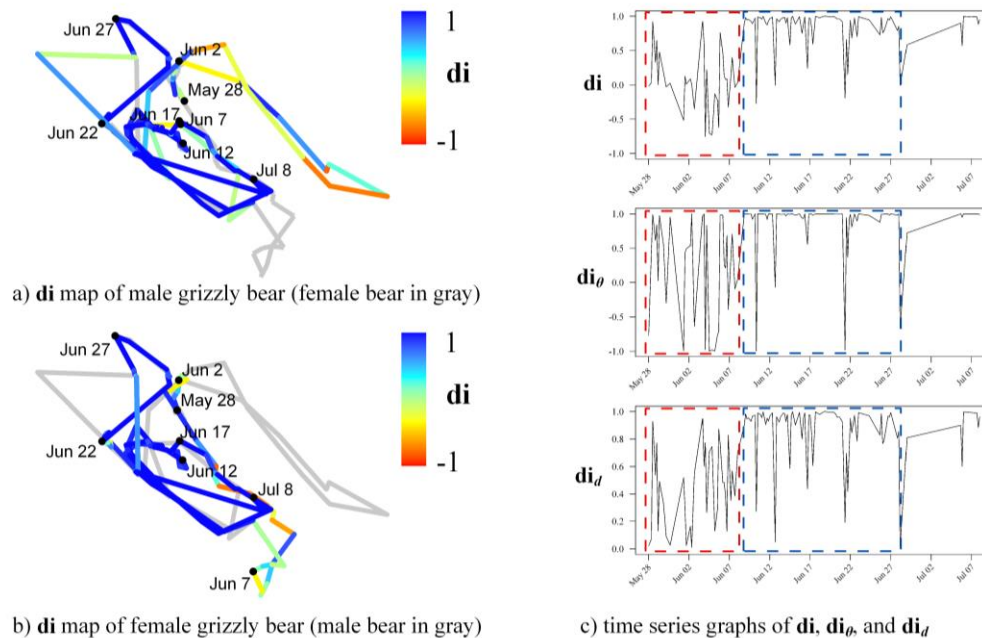 Jun 27
Jun 2
May 28
Jun 17
Jun 7
Jun 22
Jun 12
Jul 8
1
di
-1
a) di map of male grizzly bear (female bear in gray)
Jun 27
Jun 2
May 28
Jun 17
Jun 22
Jun 12
Jul 8
Jun 7
1
di
-1
b) di map of female grizzly bear (male bear in gray)
di
1.0
0.5
0.0
-0.5
-1.0
May 28
Jun 02
Jun 07
Jun 12
Jun 17
Jun 22
Jun 27
Jul 02
Jul 07
diθ
1.0
0.5
0.0
-0.5
-1.0
May 28
Jun 02
Jun 07
Jun 12
Jun 17
Jun 22
Jun 27
Jul 02
Jul 07
did
1.0
0.8
0.6
0.4
0.2
0.0
May 28
Jun 02
Jun 07
Jun 12
Jun 17
Jun 22
Jun 27
Jul 02
Jul 07
c) time series graphs of di, diθ, and did